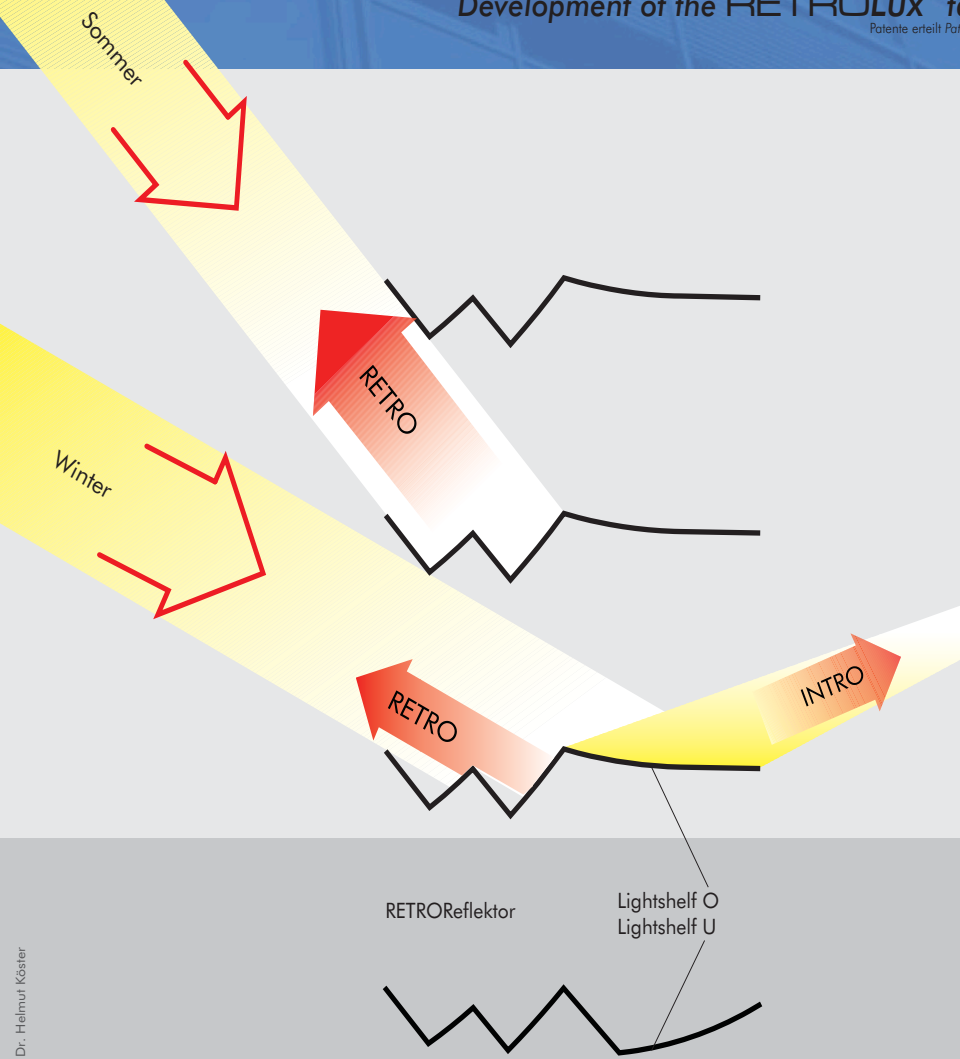 Development of the RETROLux
Patente erteilt
Sommer
RETRO
Winter
RETRO
INTRO
RETROReflektor
Lightshelf O
Lightshelf U
Dr. Helmut Köster